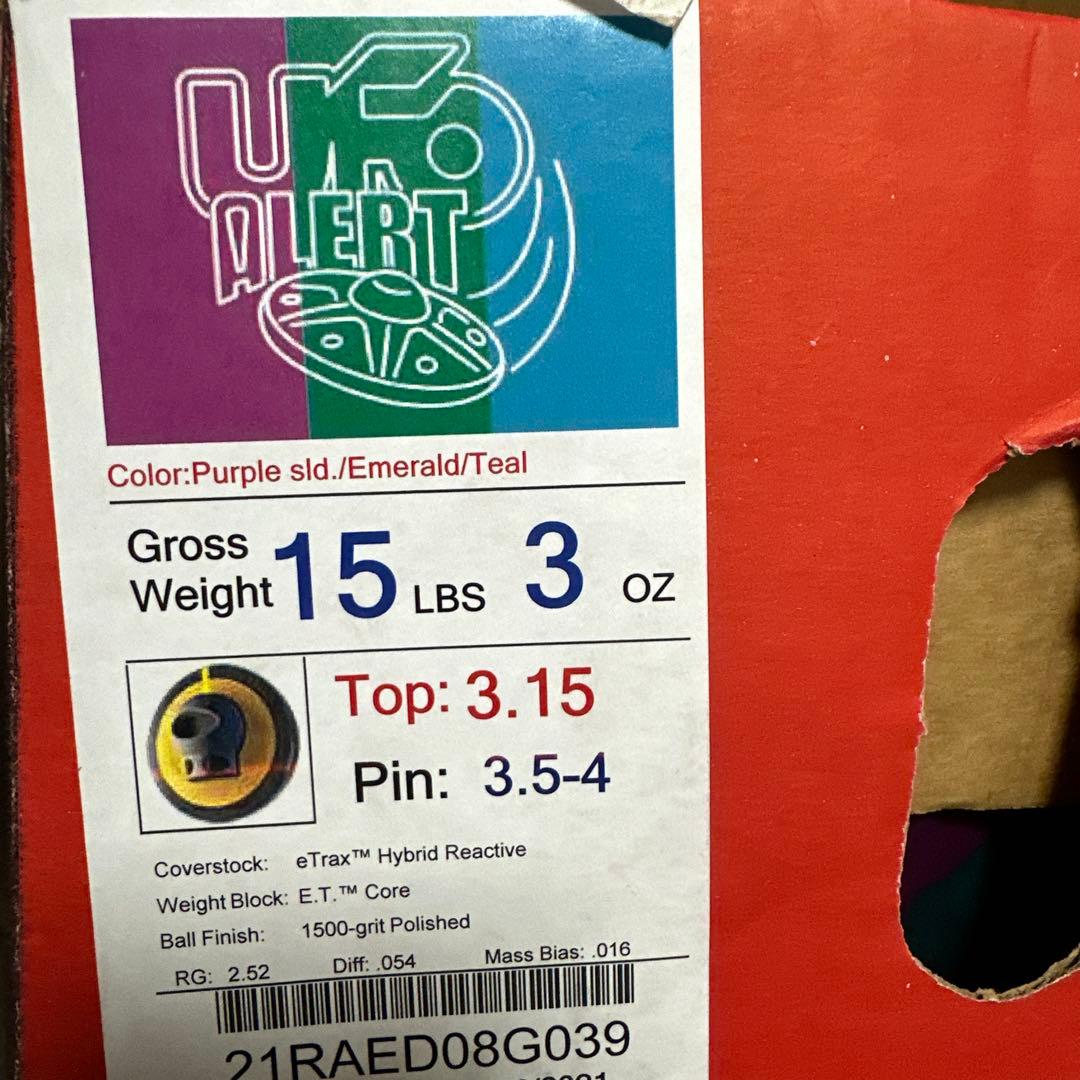 UFO
ALERT
Color:Purple sld./Emerald/Teal
Gross Weight 15 LBS 3 OZ
Top: 3.15
Pin: 3.5-4
Coverstock: eTrax™ Hybrid Reactive
Weight Block: E.T.™ Core
Ball Finish: 1500-grit Polished
RG: 2.52 Diff: .054 Mass Bias: .016
21RAED08G039